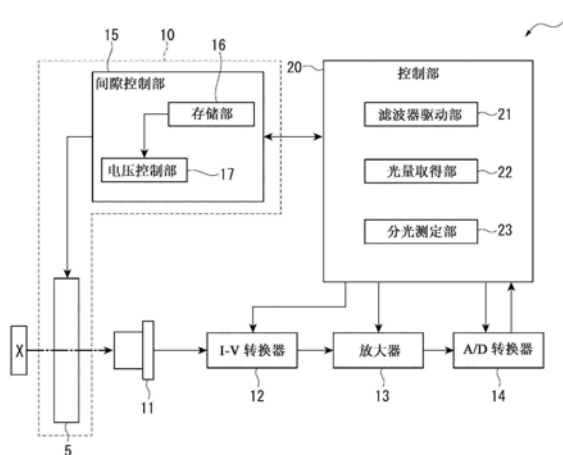 15
10
16
间隙控制部
存储部
电压控制部
17
20
控制部
滤波器驱动部
21
光量取得部
22
分光测定部
23
X
I-V 转换器
放大器
A/D 转换器
11
12
13
14
5